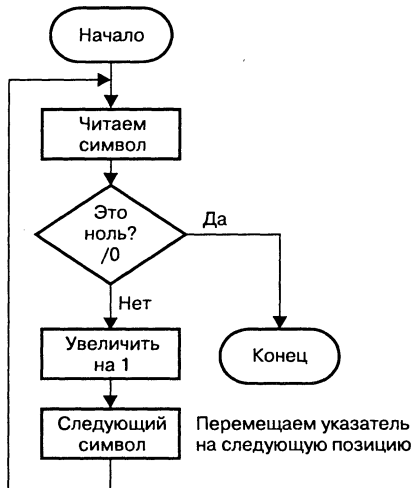 Начало
Читаем
символ
Это
ноль?
/0
Да
Нет
Увеличить
на 1
Конец
Следующий
символ
Перемещаем указатель
на следующую позицию